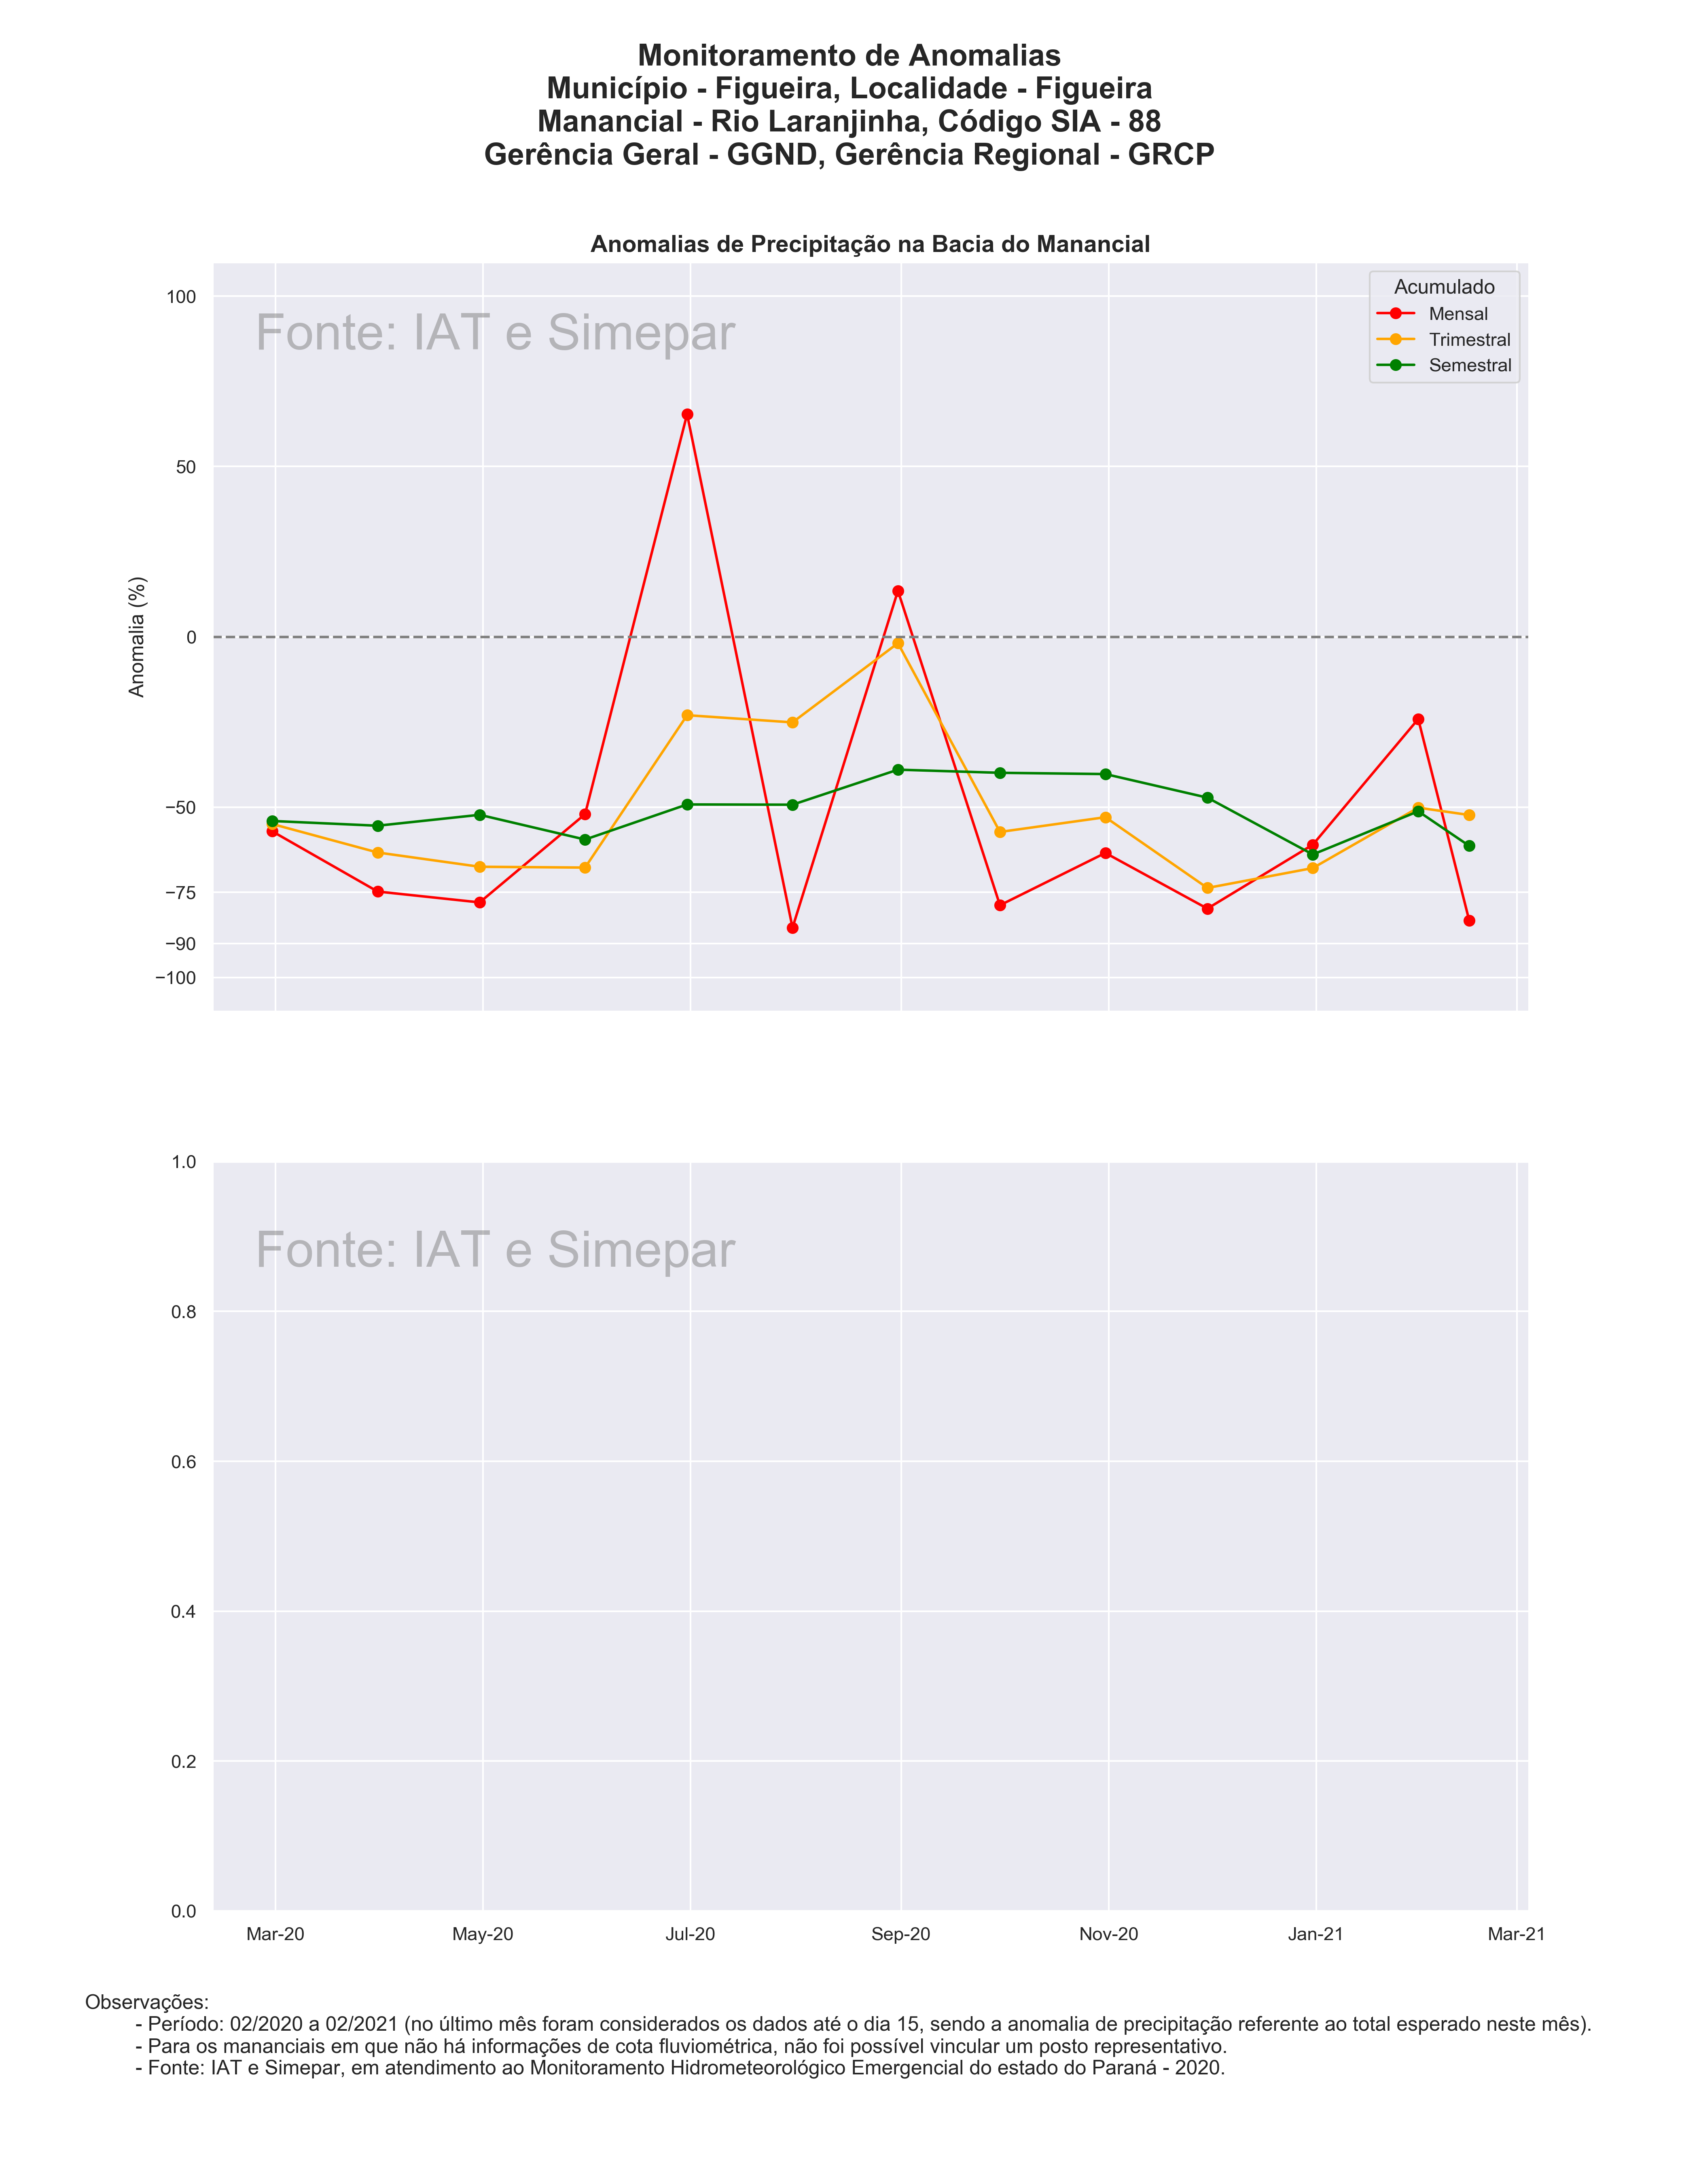 Monitoramento de Anomalias
Município - Figueira, Localidade - Figueira
Manancial - Rio Laranjinha, Código SIA - 88
Gerência Geral - GGND, Gerência Regional - GRCP
Anomalias de Precipitação na Bacia do Manancial
Fonte: IAT e Simepar
Acumulado
Mensal
Trimestral
Semestral
Anomalia (%)
100
50
0
−50
−75
−90
−100
Fonte: IAT e Simepar
1.0
0.8
0.6
0.4
0.2
0.0
Mar-20 May-20 Jul-20 Sep-20 Nov-20 Jan-21 Mar-21
Observações:
- Período: 02/2020 a 02/2021 (no último mês foram considerados os dados até o dia 15, sendo a anomalia de precipitação referente ao total esperado neste mês).
- Para os mananciais em que não há informações de cota fluviométrica, não foi possível vincular um posto representativo.
- Fonte: IAT e Simepar, em atendimento ao Monitoramento Hidrometeorológico Emergencial do estado do Paraná - 2020.